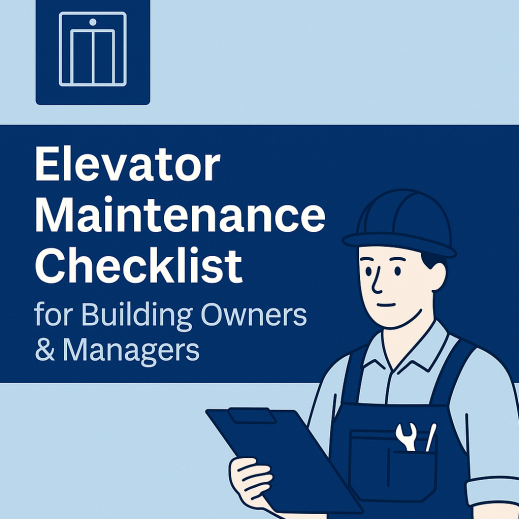 Elevator
Maintenance
Checklist
for Building Owners
& Managers